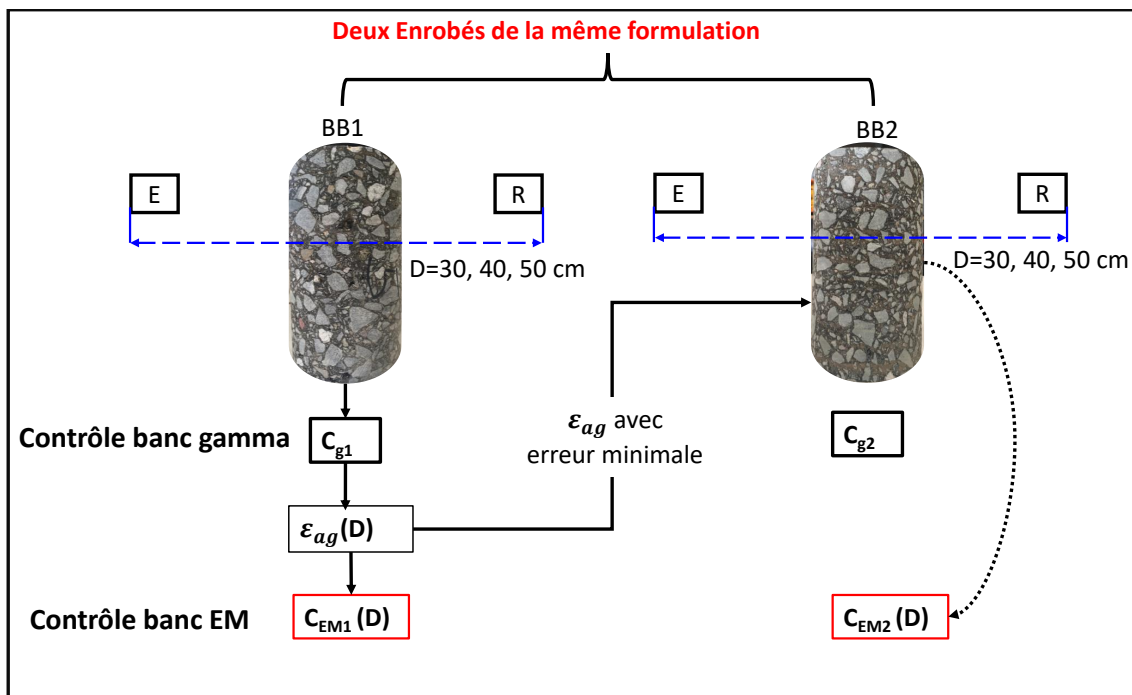 Deux Enrobés de la même formulation
BB1
BB2
E
R
E
R
D=30, 40, 50 cm
D=30, 40, 50 cm
Contrôle banc gamma
Cg1
εag avec
erreur minimale
Cg2
εag(D)
Contrôle banc EM
CEM1 (D)
CEM2 (D)